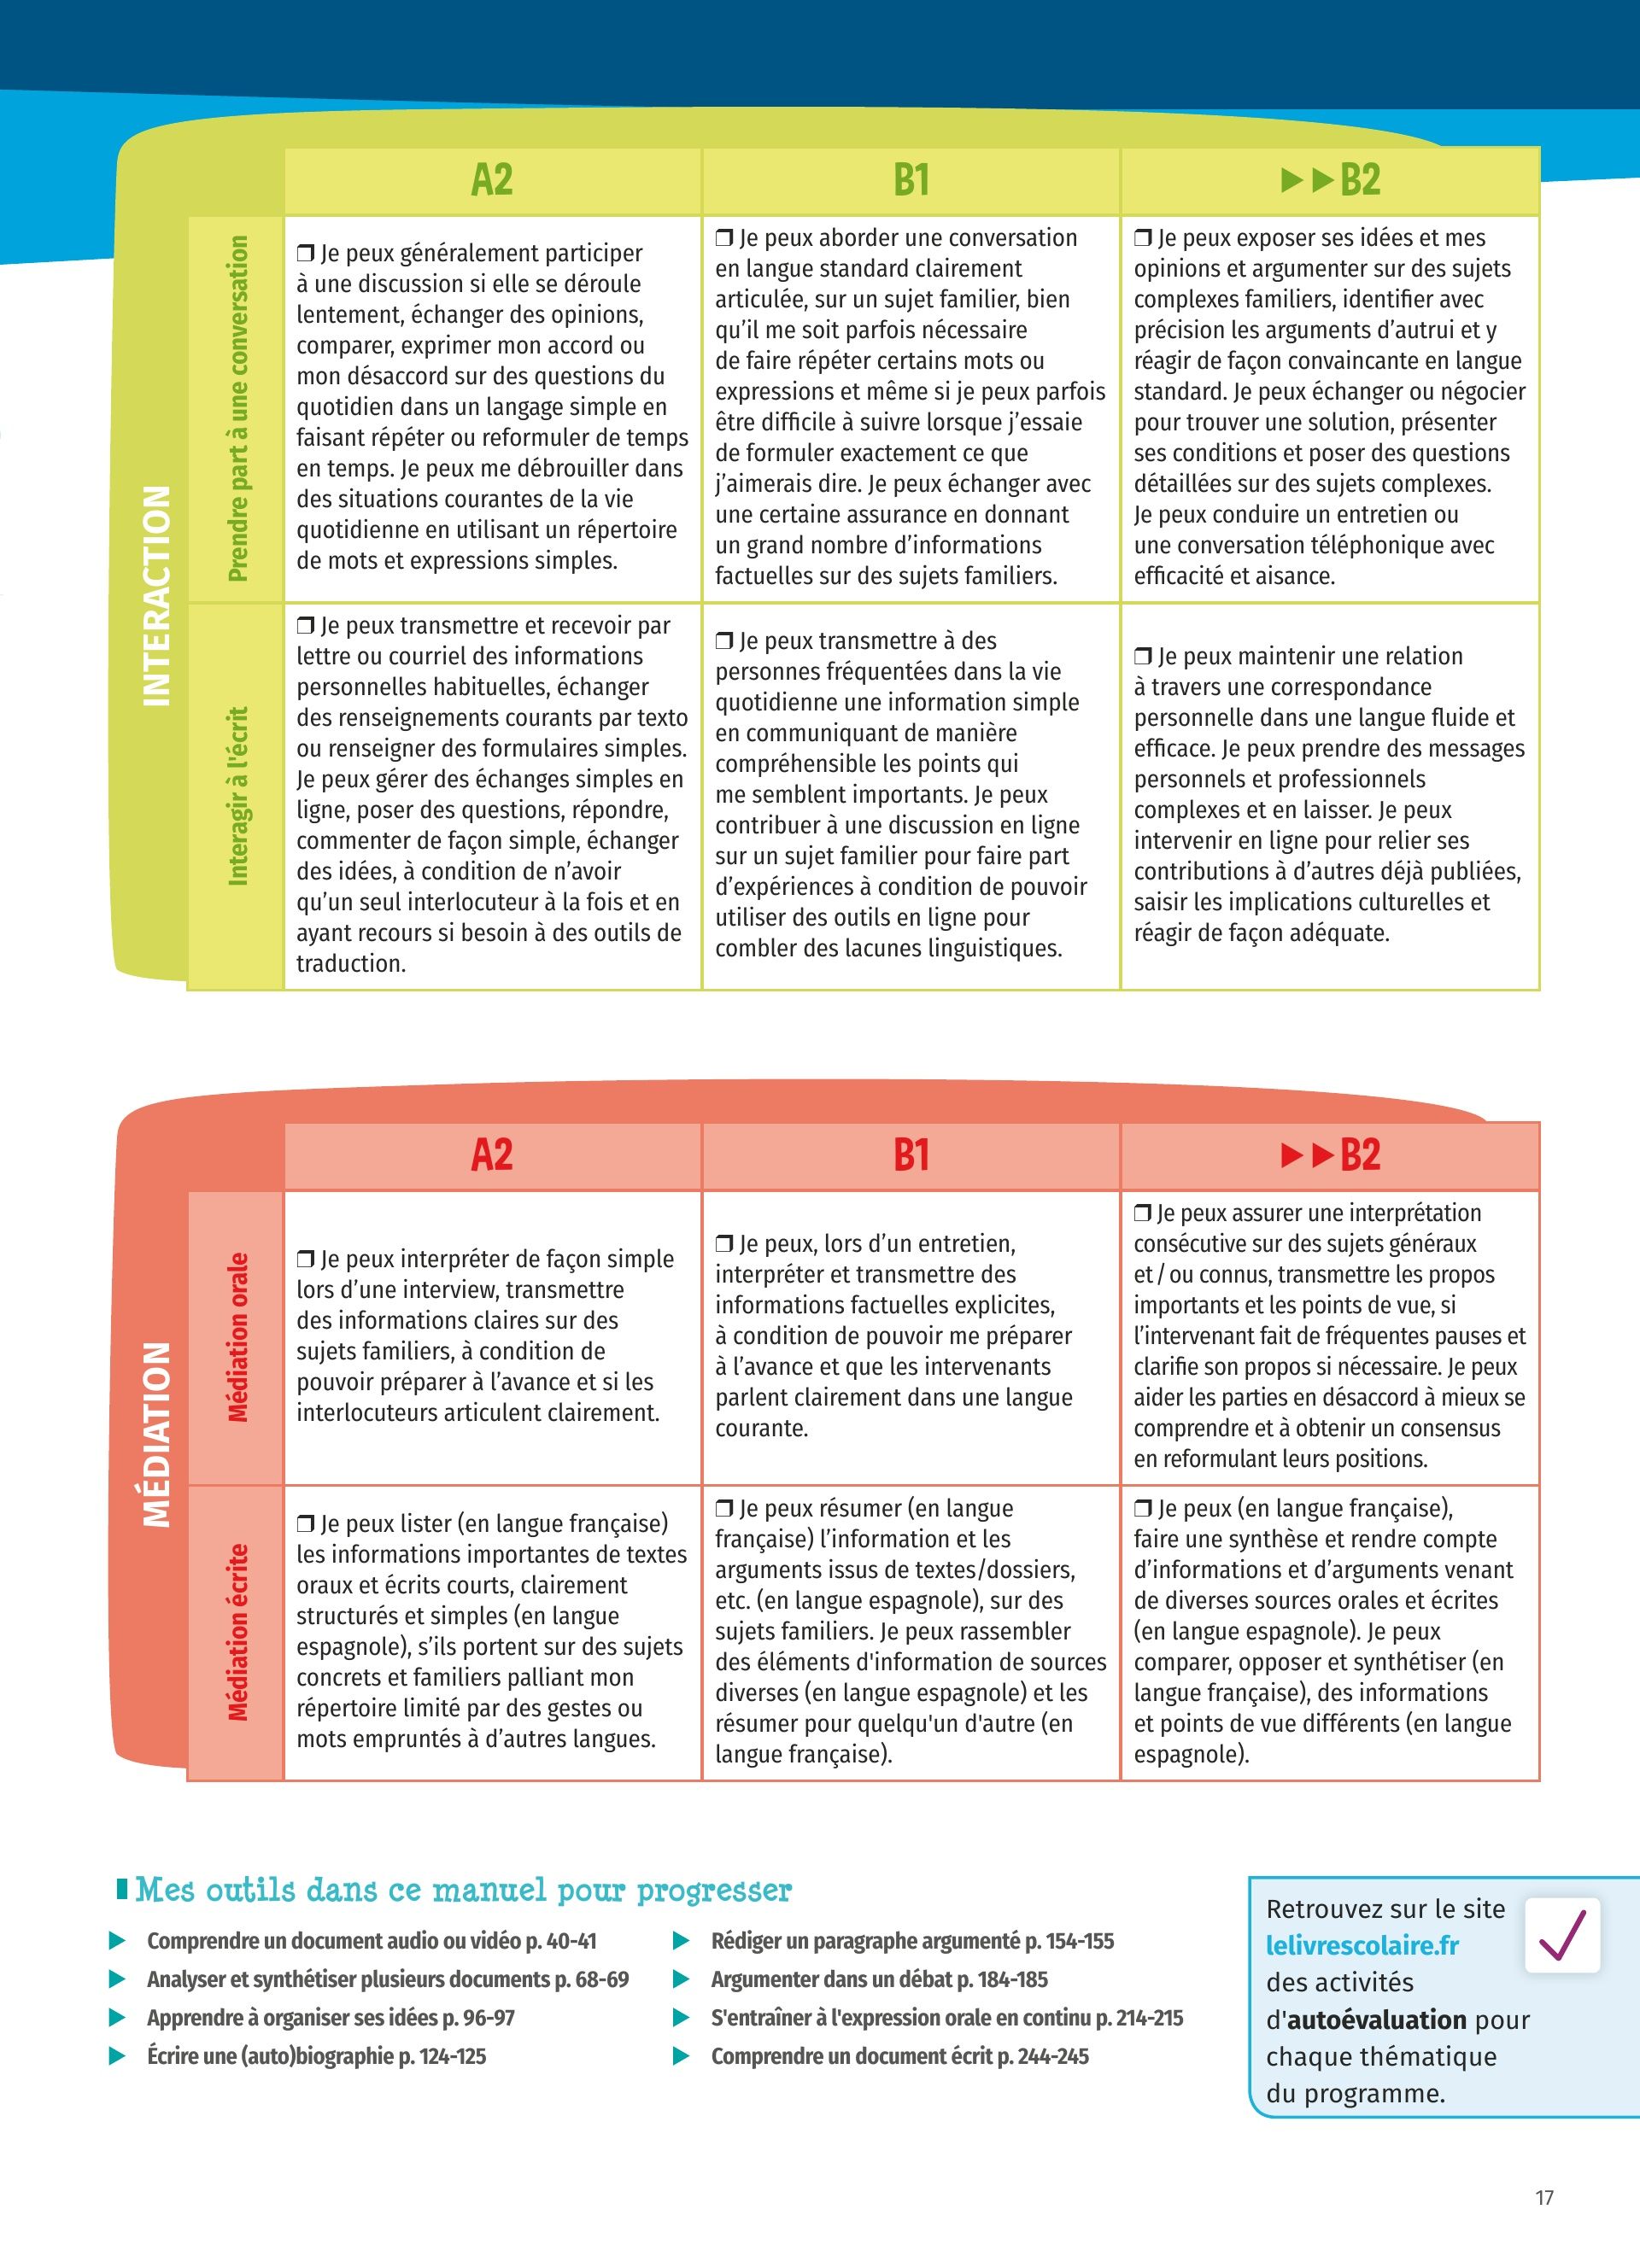 INTERACTION
A2
B1
►►B2
Prendre part à une conversation
❒ Je peux généralement participer
à une discussion si elle se déroule
lentement, échanger des opinions,
comparer, exprimer mon accord ou
mon désaccord sur des questions du
quotidien dans un langage simple en
faisant répéter ou reformuler de temps
en temps. Je peux me débrouiller dans
des situations courantes de la vie
quotidienne en utilisant un répertoire
de mots et expressions simples.
❒ Je peux aborder une conversation
en langue standard clairement
articulée, sur un sujet familier, bien
qu’il me soit parfois nécessaire
de faire répéter certains mots ou
expressions et même si je peux parfois
être difficile à suivre lorsque j’essaie
de formuler exactement ce que
j’aimerais dire. Je peux échanger avec
une certaine assurance en donnant
un grand nombre d’informations
factuelles sur des sujets familiers.
❒ Je peux exposer ses idées et mes
opinions et argumenter sur des sujets
complexes familiers, identifier avec
précision les arguments d’autrui et y
réagir de façon convaincante en langue
standard. Je peux échanger ou négocier
pour trouver une solution, présenter
ses conditions et poser des questions
détaillées sur des sujets complexes.
Je peux conduire un entretien ou
une conversation téléphonique avec
efficacité et aisance.
Interagir à l'écrit
❒ Je peux transmettre et recevoir par
lettre ou courriel des informations
personnelles habituelles, échanger
des renseignements courants par texto
ou renseigner des formulaires simples.
Je peux gérer des échanges simples en
ligne, poser des questions, répondre,
commenter de façon simple, échanger
des idées, à condition de n’avoir
qu’un seul interlocuteur à la fois et en
ayant recours si besoin à des outils de
traduction.
❒ Je peux transmettre à des
personnes fréquentées dans la vie
quotidienne une information simple
en communiquant de manière
compréhensible les points qui
me semblent importants. Je peux
contribuer à une discussion en ligne
sur un sujet familier pour faire part
d’expériences à condition de pouvoir
utiliser des outils en ligne pour
combler des lacunes linguistiques.
❒ Je peux maintenir une relation
à travers une correspondance
personnelle dans une langue fluide et
efficace. Je peux prendre des messages
personnels et professionnels
complexes et en laisser. Je peux
intervenir en ligne pour relier ses
contributions à d’autres déjà publiées,
saisir les implications culturelles et
réagir de façon adéquate.
MÉDIATION
A2
B1
►►B2
Médiation orale
❒ Je peux interpréter de façon simple
lors d’une interview, transmettre
des informations claires sur des
sujets familiers, à condition de
pouvoir préparer à l’avance et si les
interlocuteurs articulent clairement.
❒ Je peux, lors d’un entretien,
interpréter et transmettre des
informations factuelles explicites,
à condition de pouvoir me préparer
à l’avance et que les intervenants
parlent clairement dans une langue
courante.
❒ Je peux assurer une interprétation
consécutive sur des sujets généraux
et / ou connus, transmettre les propos
importants et les points de vue, si
l’intervenant fait de fréquentes pauses et
clarifie son propos si nécessaire. Je peux
aider les parties en désaccord à mieux se
comprendre et à obtenir un consensus
en reformulant leurs positions.
Médiation écrite
❒ Je peux lister (en langue française)
les informations importantes de textes
oraux et écrits courts, clairement
structurés et simples (en langue
espagnole), s’ils portent sur des sujets
concrets et familiers palliant mon
répertoire limité par des gestes ou
mots empruntés à d’autres langues.
❒ Je peux résumer (en langue
française) l’information et les
arguments issus de textes/dossiers,
etc. (en langue espagnole), sur des
sujets familiers. Je peux rassembler
des éléments d'information de sources
diverses (en langue espagnole) et les
résumer pour quelqu'un d'autre (en
langue française).
❒ Je peux (en langue française),
faire une synthèse et rendre compte
d’informations et d’arguments venant
de diverses sources orales et écrites
(en langue espagnole). Je peux
comparer, opposer et synthétiser (en
langue française), des informations
et points de vue différents (en langue
espagnole).
Mes outils dans ce manuel pour progresser
► Comprendre un document audio ou vidéo p. 40-41
► Analyser et synthétiser plusieurs documents p. 68-69
► Apprendre à organiser ses idées p. 96-97
► Écrire une (auto)biographie p. 124-125
► Rédiger un paragraphe argumenté p. 154-155
► Argumenter dans un débat p. 184-185
► S'entraîner à l'expression orale en continu p. 214-215
► Comprendre un document écrit p. 244-245
Retrouvez sur le site
lelivrescolaire.fr
des activités
d'autoévaluation pour
chaque thématique
du programme.
17